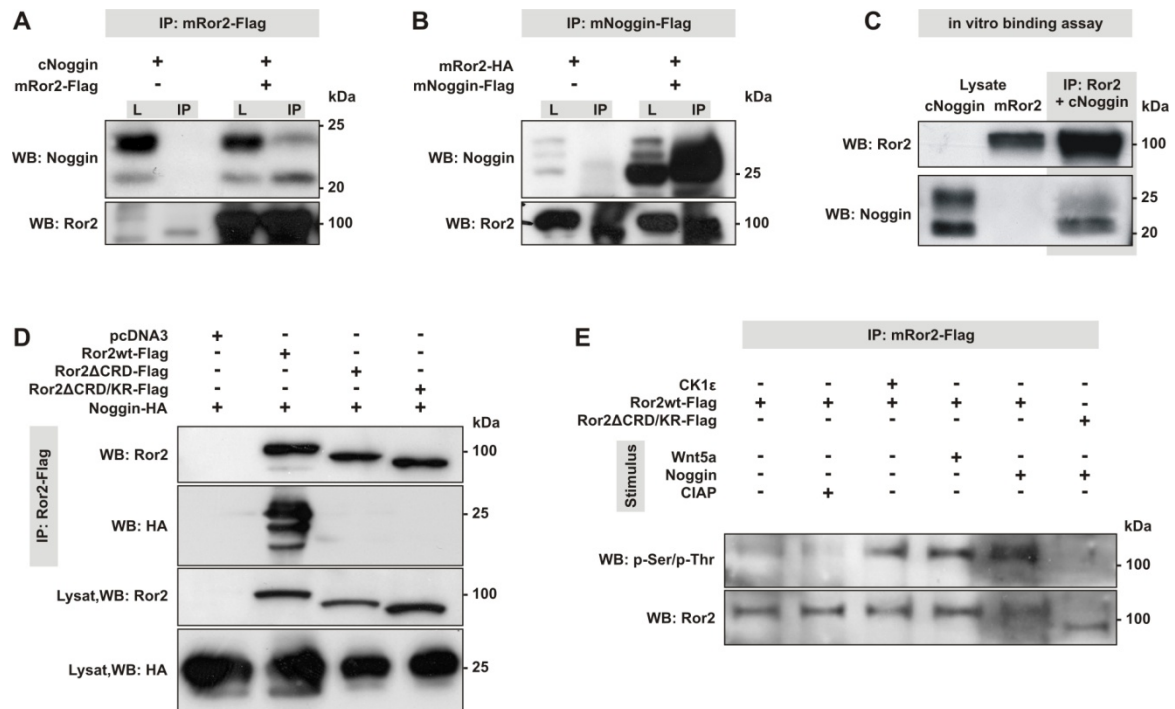 A
IP: mRor2-Flag
cNoggin + +
mRor2-Flag - +
kDa
L IP L IP
25
WB: Noggin
20
WB: Ror2
100
B
IP: mNoggin-Flag
mRor2-HA + +
mNoggin-Flag - +
kDa
L IP L IP
WB: Noggin
25
WB: Ror2
100
C
in vitro binding assay
Lysate IP: Ror2
cNoggin mRor2 + cNoggin
kDa
WB: Ror2
100
25
WB: Noggin
20
D
pcDNA3 + - - -
Ror2wt-Flag - + - -
Ror2ΔCRD-Flag - - + -
Ror2ΔCRD/KR-Flag - - - +
Noggin-HA + + + +
kDa
IP: Ror2-Flag
WB: Ror2 100
WB: HA 25
Lysat,WB: Ror2 100
Lysat,WB: HA 25
E
IP: mRor2-Flag
CK1ε - - + - - -
Ror2wt-Flag + + + + + -
Ror2ΔCRD/KR-Flag - - - - - +
Stimulus
Wnt5a - - - + - -
Noggin - - - - + +
CIAP - + - - - -
kDa
WB: p-Ser/p-Thr 100
WB: Ror2 100